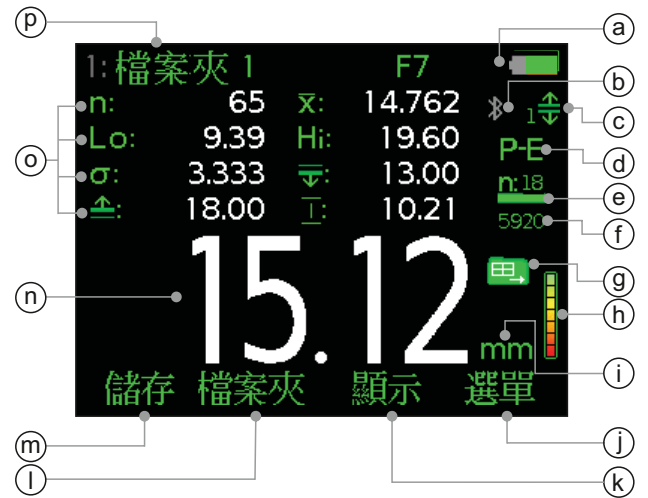 p
a
b
c
d
e
f
g
h
i
j
k
l
m
n
o
1:檔案夾 1 F7
n: 65 x̅: 14.762
1
Lo: 9.39 Hi: 19.60
P-E
σ: 3.333 : 13.00
n:18
: 18.00 : 10.21
5920
15.12
mm
儲存 檔案夾 顯示 選單